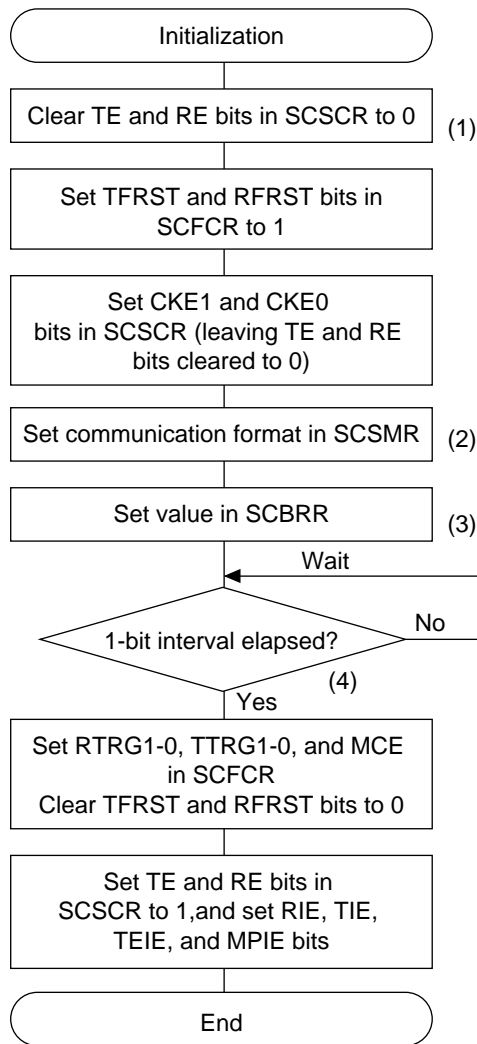 Initialization
Clear TE and RE bits in SCSCR to 0
(1)
Set TFRST and RFRST bits in
SCFCR to 1
Set CKE1 and CKE0
bits in SCSCR (leaving TE and RE
bits cleared to 0)
Set communication format in SCSMR
(2)
Set value in SCBRR
(3)
Wait
1-bit interval elapsed?
No
(4)
Yes
Set RTRG1-0, TTRG1-0, and MCE
in SCFCR
Clear TFRST and RFRST bits to 0
Set TE and RE bits in
SCSCR to 1,and set RIE, TIE,
TEIE, and MPIE bits
End